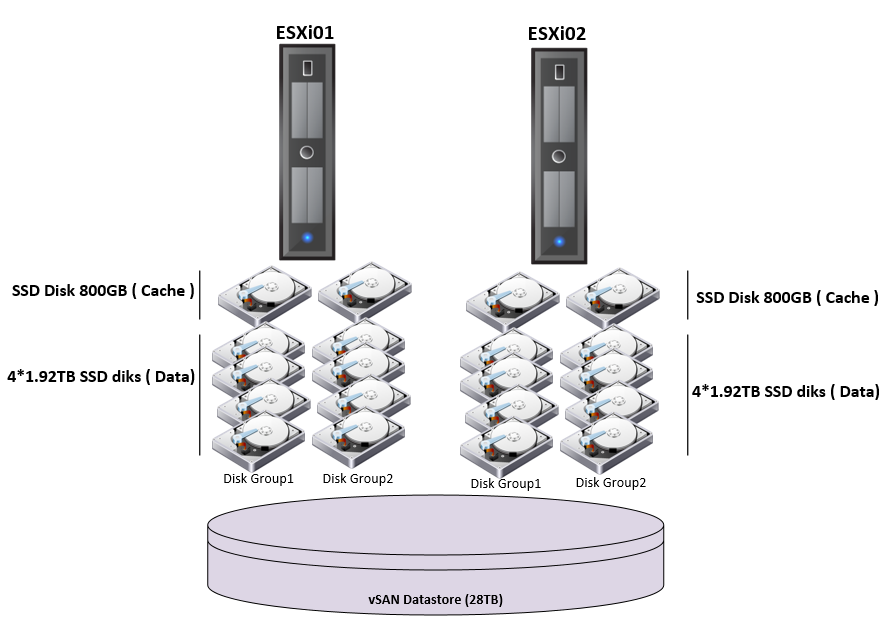 ESXi01
ESXi02
SSD Disk 800GB ( Cache )
SSD Disk 800GB ( Cache )
4*1.92TB SSD diks ( Data)
4*1.92TB SSD diks ( Data)
Disk Group1
Disk Group2
Disk Group1
Disk Group2
vSAN Datastore (28TB)